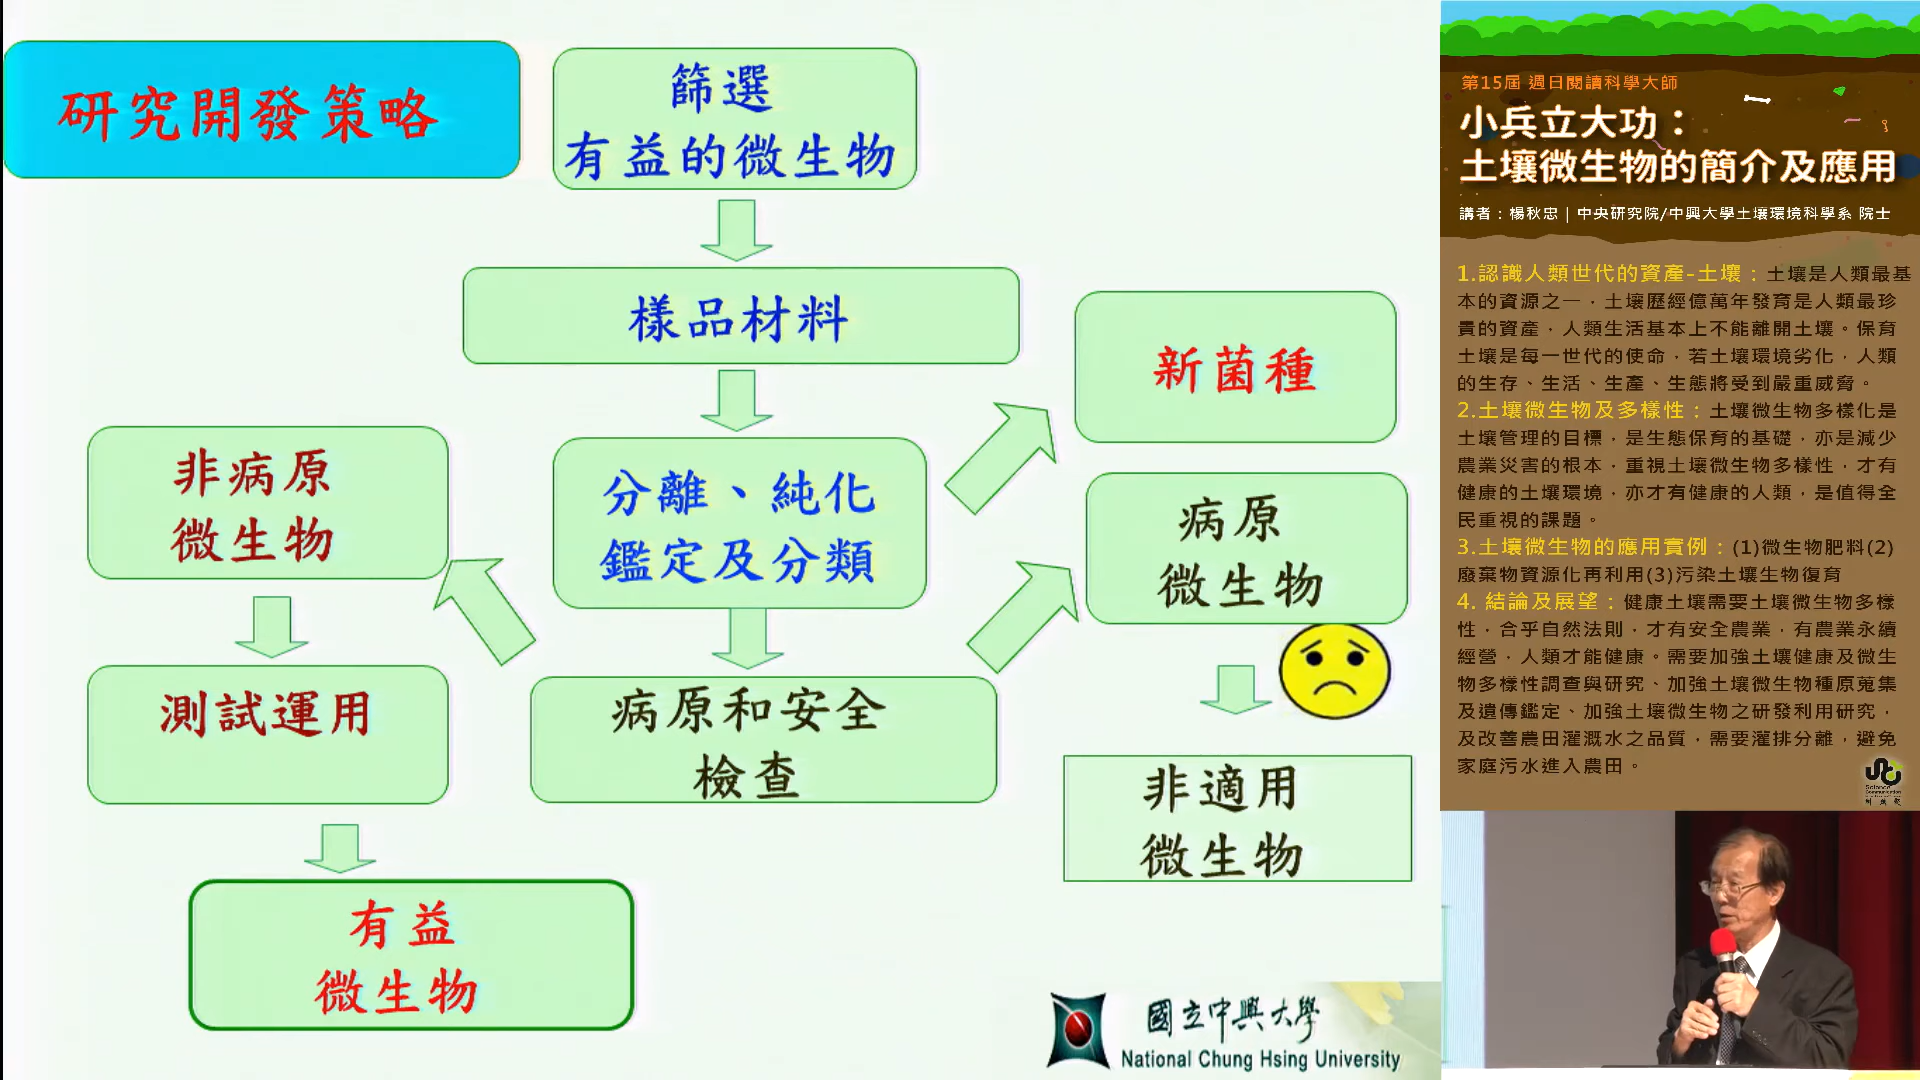 研究開發策略
篩選
有益的微生物
樣品材料
新菌種
非病原
微生物
分離、純化
鑑定及分類
病原
微生物
測試運用
病原和安全
檢查
非適用
微生物
有益
微生物
國立中興大學
National Chung Hsing University
第15屆 週日閱讀科學大師
小兵立大功：
土壤微生物的簡介及應用
講者：楊秋忠｜中央研究院/中興大學土壤環境科學系 院士
1.認識人類世代的資產-土壤：土壤是人類最基
本的資源之一，土壤歷經億萬年發育是人類最珍
貴的資產，人類生活基本上不能離開土壤。保育
土壤是每一世代的使命，若土壤環境劣化，人類
的生存、生活、生產、生態將受到嚴重威脅。
2.土壤微生物及多樣性：土壤微生物多樣化是
土壤管理的目標，是生態保育的基礎，亦是減少
農業災害的根本，重視土壤微生物多樣性，才有
健康的土壤環境，亦才有健康的人類，是值得全
民重視的課題。
3.土壤微生物的應用實例：(1)微生物肥料(2)
廢棄物資源化再利用(3)污染土壤生物復育
4. 結論及展望：健康土壤需要土壤微生物多樣
性，合乎自然法則，才有安全農業，有農業永續
經營，人類才能健康。需要加強土壤健康及微生
物多樣性調查與研究、加強土壤微生物種原蒐集
及遺傳鑑定、加強土壤微生物之研發利用研究，
及改善農田灌溉水之品質，需要灌排分離，避免
家庭污水進入農田。
Science